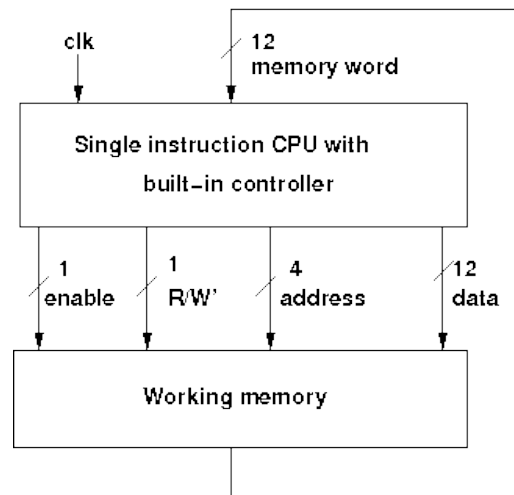 clk
12
memory word
Single instruction CPU with
built-in controller
1
enable
1
R/W'
4
address
12
data
Working memory